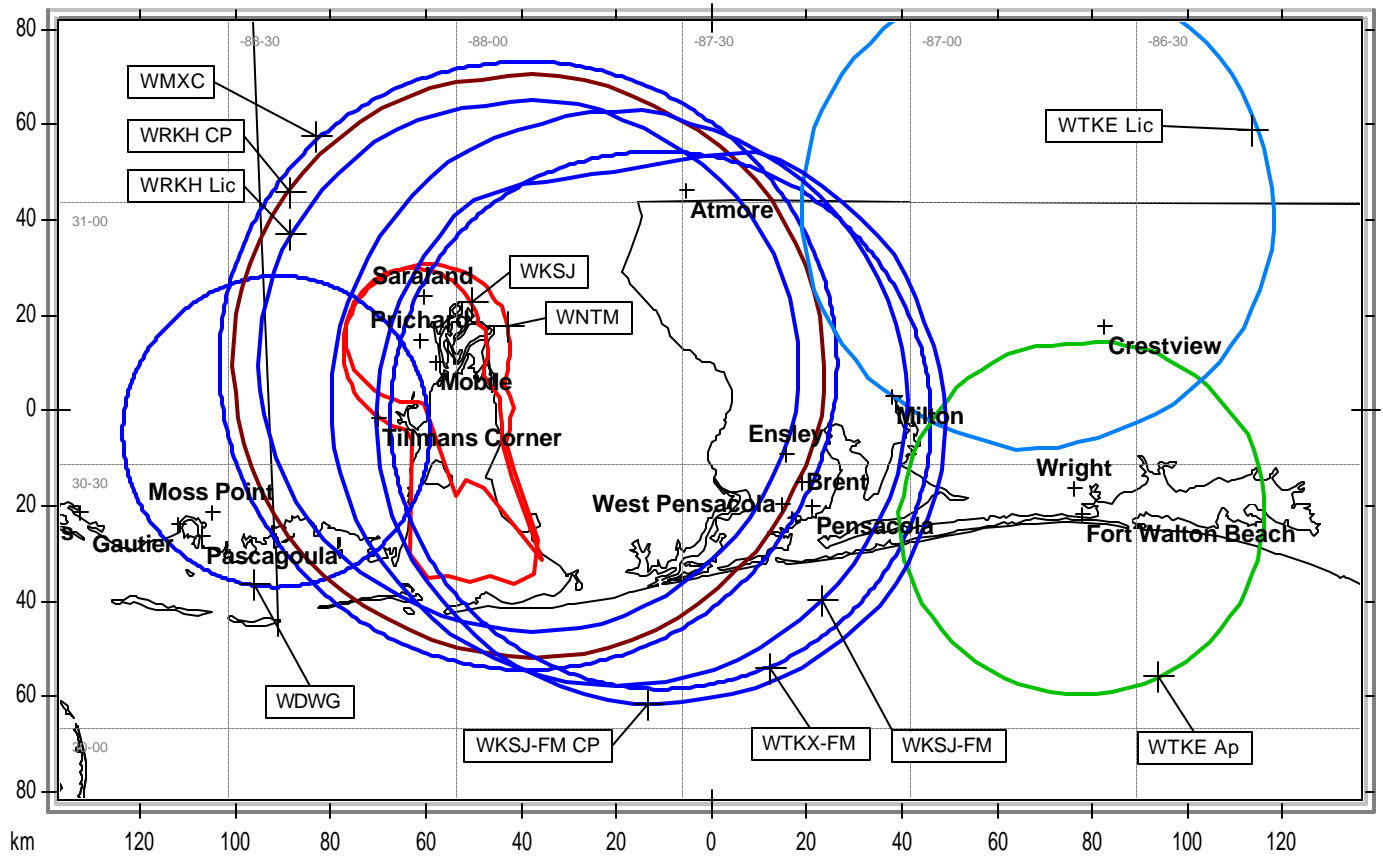 80
-88-30
-88-00
-87-30
-87-00
-86-30
WMXC
60
WRKH CP
WTKE Lic
WRKH Lic
Atmore
40
31-00
Saraland
WKSJ
20
Prichard
WNTM
Crestview
Mobile
0
Milton
Tillmans Corner
Ensley
Wright
30-30
Moss Point
Brent
20
West Pensacola
Pensacola
S
Gautier
Fort Walton Beach
Pascagoula
40
60
WDWG
WKSJ-FM CP
WTKX-FM
WKSJ-FM
WTKE Ap
30-00
80
km
120
100
80
60
40
20
0
20
40
60
80
100
120